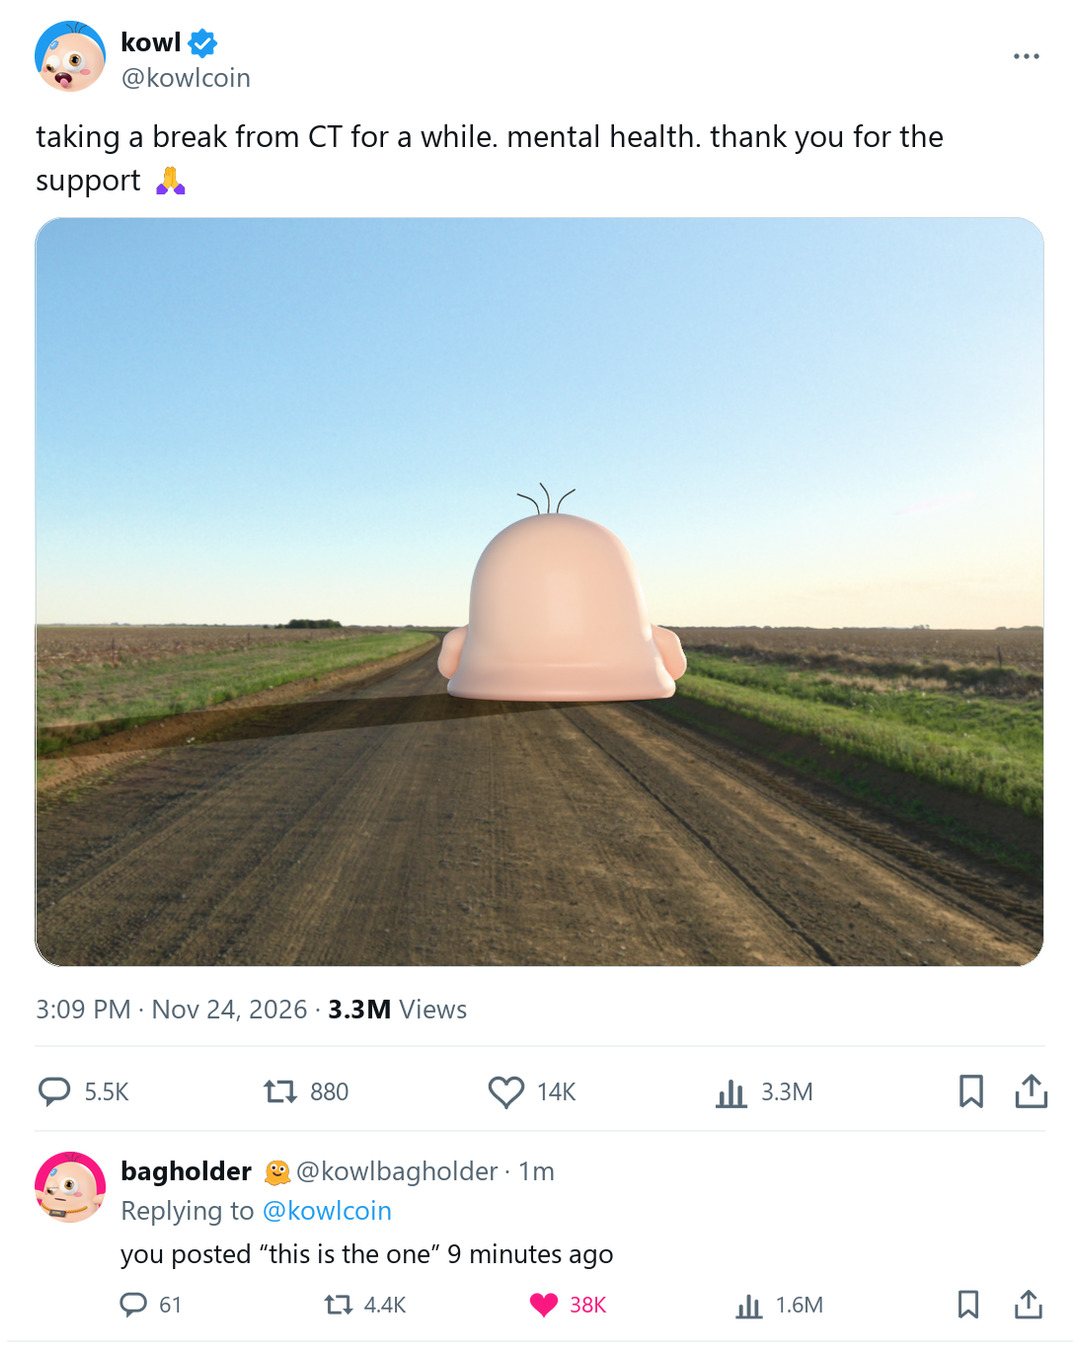 kowl
@kowlcoin
taking a break from CT for a while. mental health. thank you for the
support 🙏
3:09 PM · Nov 24, 2026 · 3.3M Views
5.5K 880 14K 3.3M
bagholder 🤗 @kowlbagholder · 1m
Replying to @kowlcoin
you posted “this is the one” 9 minutes ago
61 4.4K 38K 1.6M